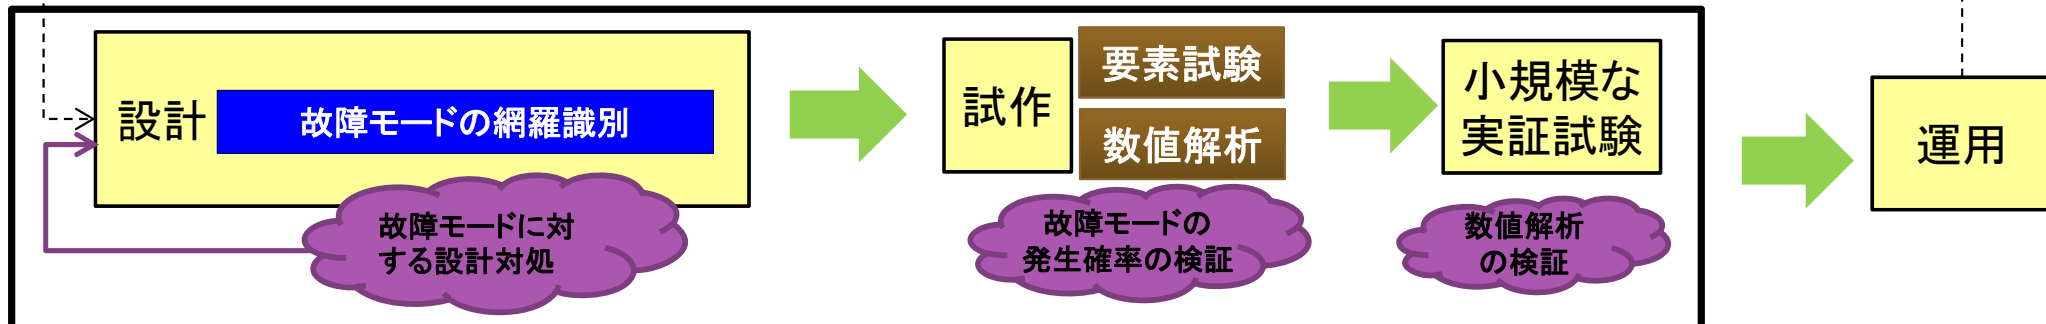 設計
故障モードの網羅識別
故障モードに対
する設計対処
試作
要素試験
数値解析
故障モードの
発生確率の検証
小規模な
実証試験
数値解析
の検証
運用